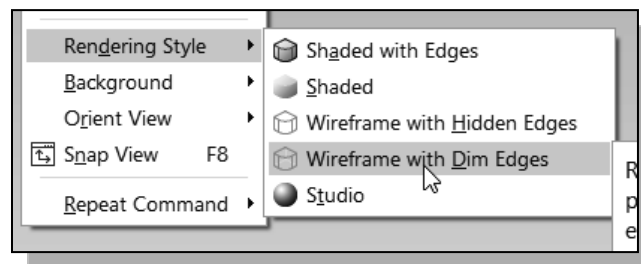 Rendering Style
Background
Orient View
Snap View F8
Repeat Command
Shaded with Edges
Shaded
Wireframe with Hidden Edges
Wireframe with Dim Edges
Studio
R
p
e